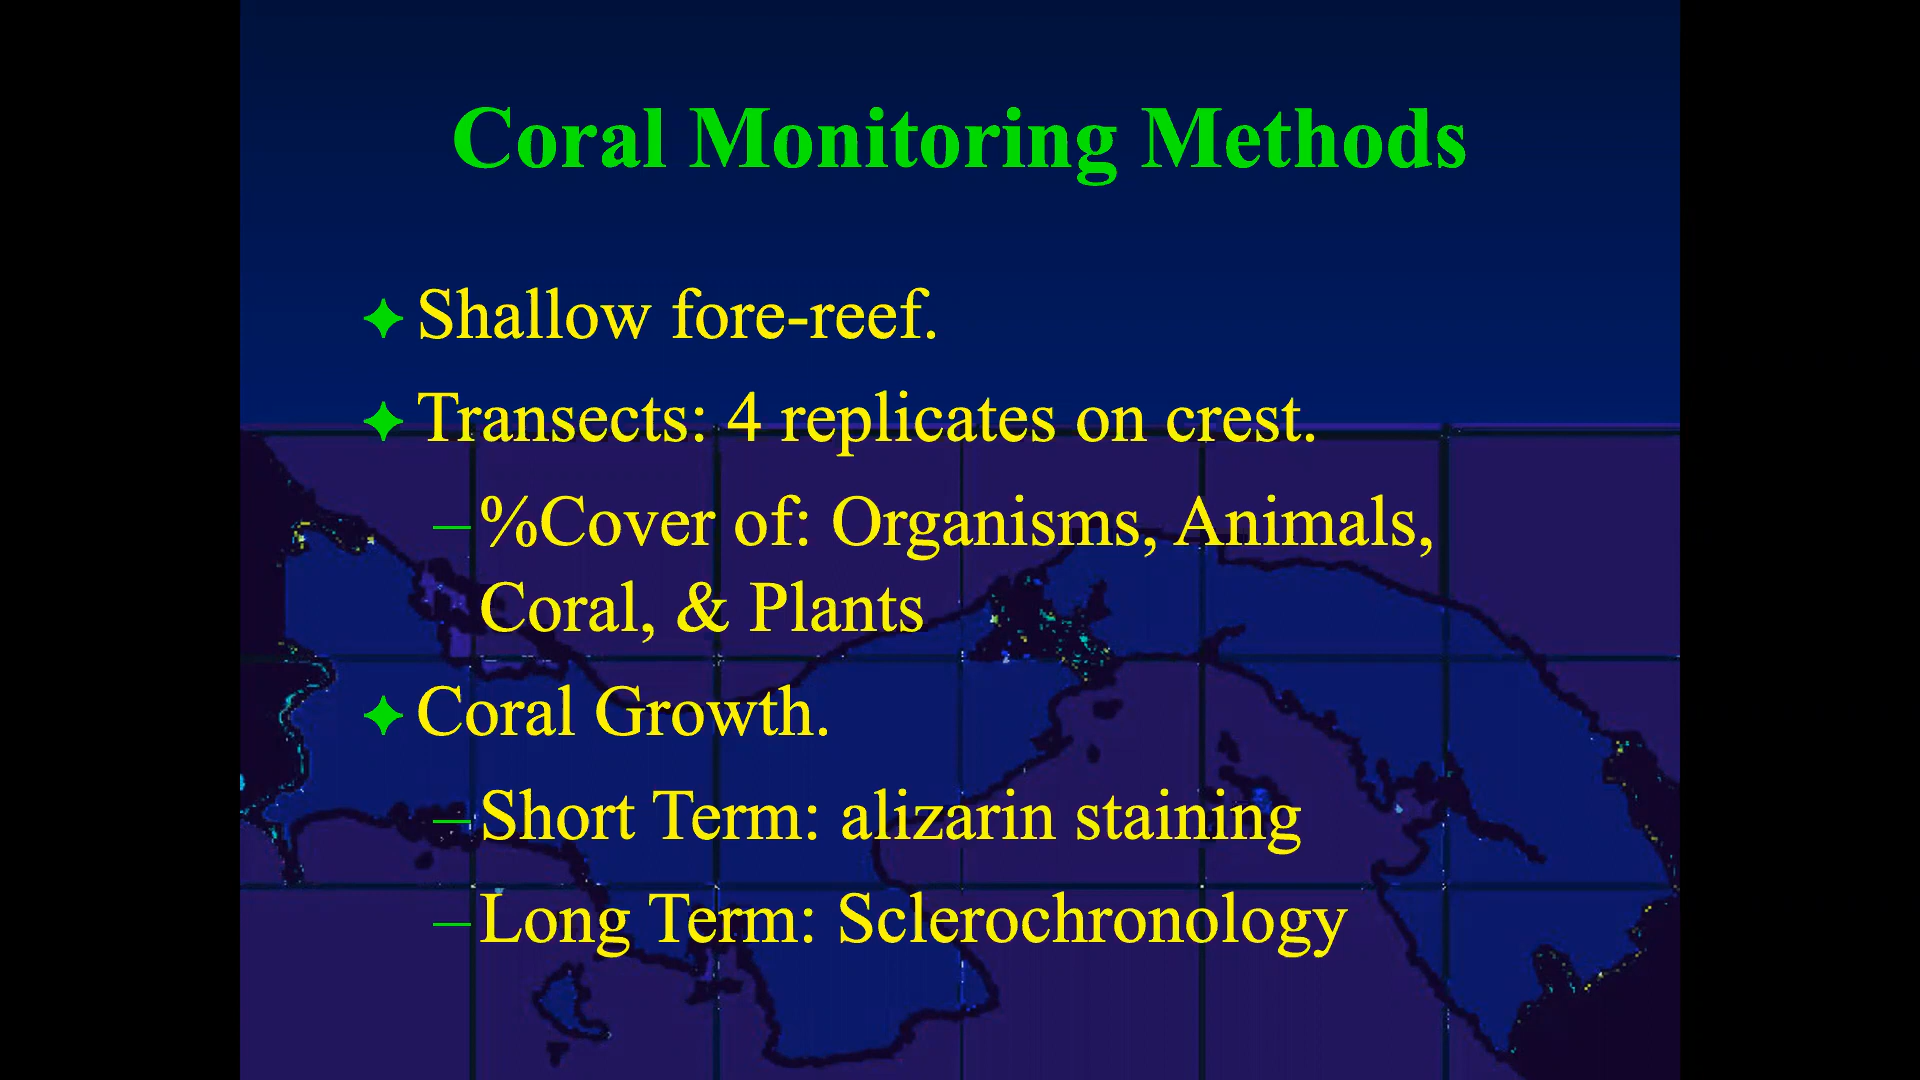 Coral Monitoring Methods
Shallow fore-reef.
Transects: 4 replicates on crest.
–%Cover of: Organisms, Animals,
Coral, & Plants
Coral Growth.
–Short Term: alizarin staining
–Long Term: Sclerochronology